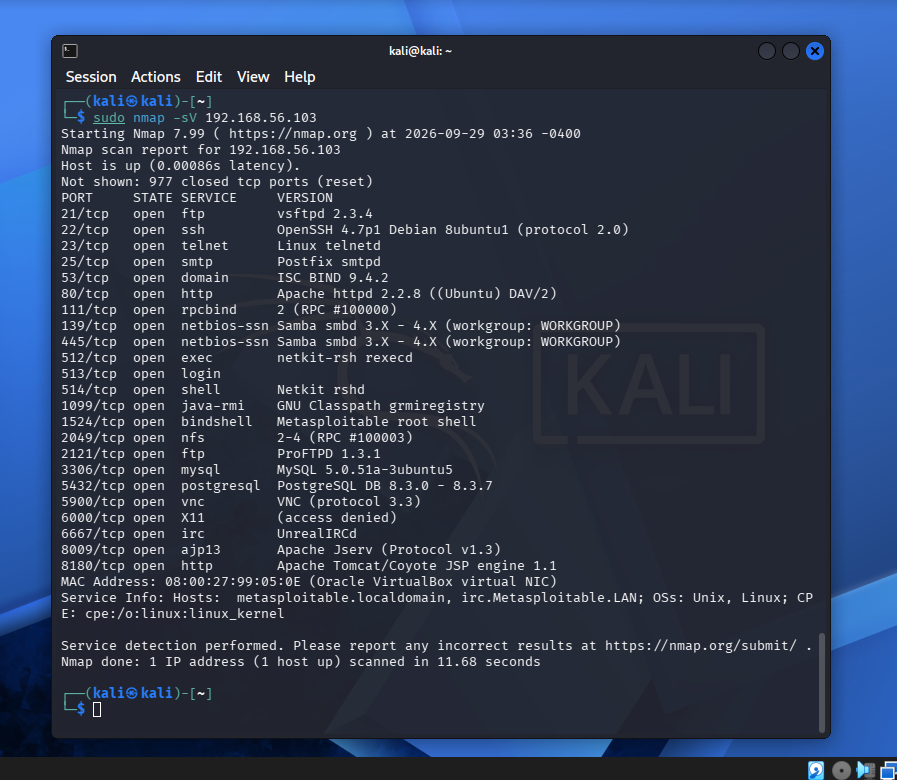 kali@kali: ~
Session Actions Edit View Help
┌──(kali㉿kali)-[~]
└─$ sudo nmap -sV 192.168.56.103
Starting Nmap 7.99 ( https://nmap.org ) at 2026-09-29 03:36 -0400
Nmap scan report for 192.168.56.103
Host is up (0.00086s latency).
Not shown: 977 closed tcp ports (reset)
PORT     STATE SERVICE     VERSION
21/tcp   open  ftp         vsftpd 2.3.4
22/tcp   open  ssh         OpenSSH 4.7p1 Debian 8ubuntu1 (protocol 2.0)
23/tcp   open  telnet      Linux telnetd
25/tcp   open  smtp        Postfix smtpd
53/tcp   open  domain      ISC BIND 9.4.2
80/tcp   open  http        Apache httpd 2.2.8 ((Ubuntu) DAV/2)
111/tcp  open  rpcbind     2 (RPC #100000)
139/tcp  open  netbios-ssn Samba smbd 3.X - 4.X (workgroup: WORKGROUP)
445/tcp  open  netbios-ssn Samba smbd 3.X - 4.X (workgroup: WORKGROUP)
512/tcp  open  exec        netkit-rsh rexecd
513/tcp  open  login
514/tcp  open  shell       Netkit rshd
1099/tcp open  java-rmi    GNU Classpath grmiregistry
1524/tcp open  bindshell   Metasploitable root shell
2049/tcp open  nfs         2-4 (RPC #100003)
2121/tcp open  ftp         ProFTPD 1.3.1
3306/tcp open  mysql       MySQL 5.0.51a-3ubuntu5
5432/tcp open  postgresql  PostgreSQL DB 8.3.0 - 8.3.7
5900/tcp open  vnc         VNC (protocol 3.3)
6000/tcp open  X11         (access denied)
6667/tcp open  irc         UnrealIRCd
8009/tcp open  ajp13       Apache Jserv (Protocol v1.3)
8180/tcp open  http        Apache Tomcat/Coyote JSP engine 1.1
MAC Address: 08:00:27:99:05:0E (Oracle VirtualBox virtual NIC)
Service Info: Hosts:  metasploitable.localdomain, irc.Metasploitable.LAN; OSs: Unix, Linux; CP
E: cpe:/o:linux:linux_kernel
Service detection performed. Please report any incorrect results at https://nmap.org/submit/ .
Nmap done: 1 IP address (1 host up) scanned in 11.68 seconds
┌──(kali㉿kali)-[~]
└─$
KALI